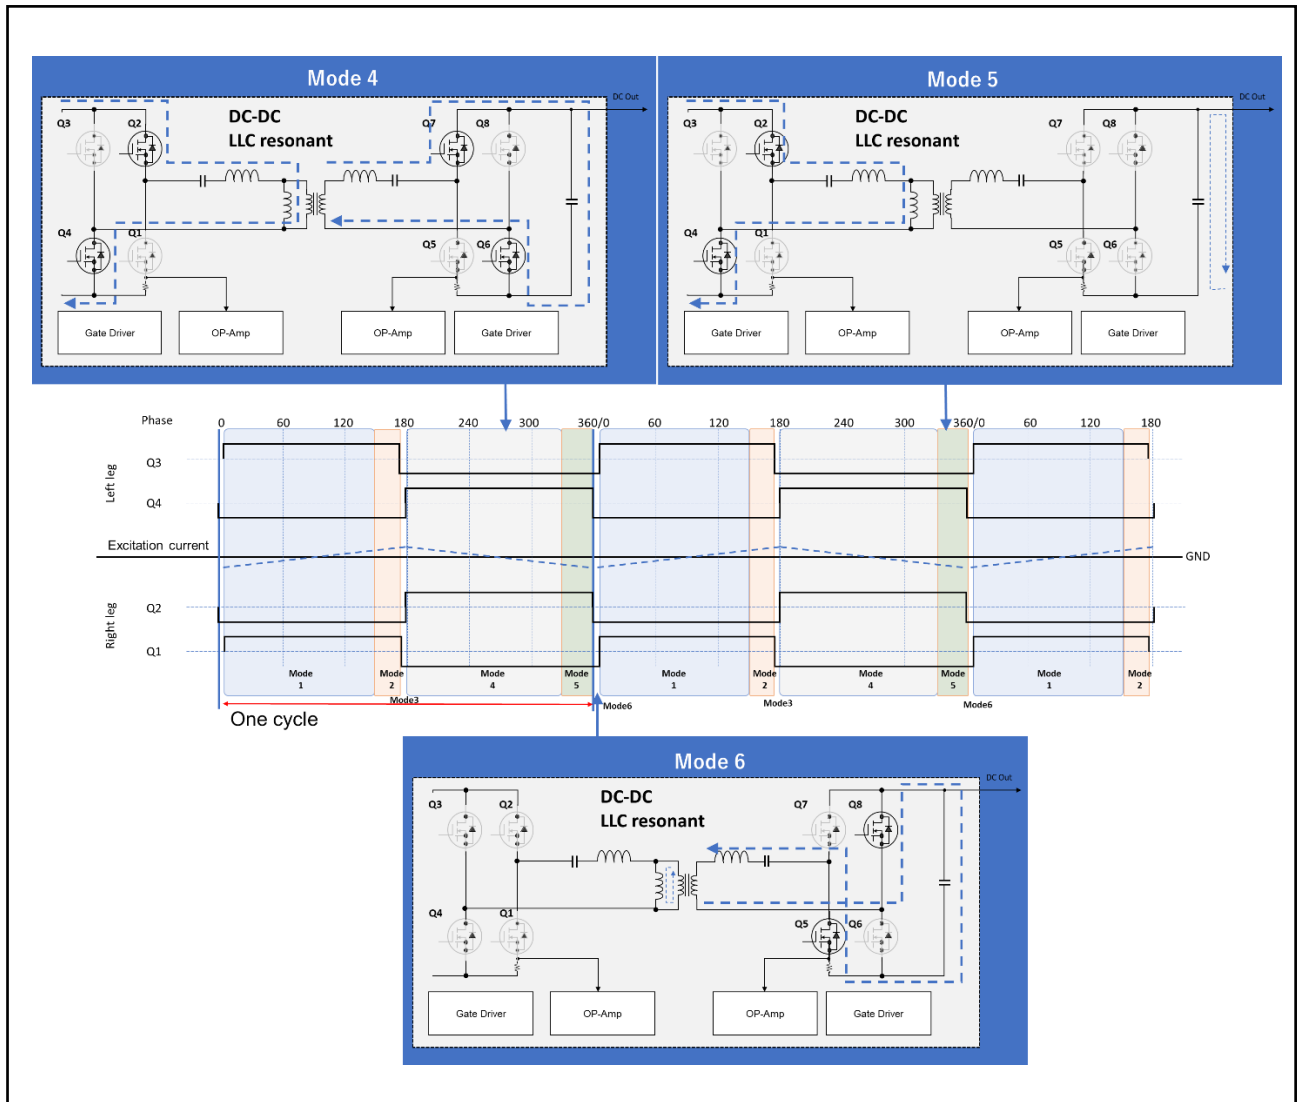 Mode 4
DC Out
Q3
Q2
DC-DC
LLC resonant
Q7
Q8
Q4
Q1
Q5
Q6
Gate Driver
OP-Amp
OP-Amp
Gate Driver
Mode 5
DC Out
Q3
Q2
DC-DC
LLC resonant
Q7
Q8
Q4
Q1
Q5
Q6
Gate Driver
OP-Amp
OP-Amp
Gate Driver
Phase 0 60 120 180 240 300 360/0 60 120 180 240 300 360/0 60 120 180
Left leg
Q3
Q4
Excitation current
GND
Right leg
Q2
Q1
Mode 1
Mode 2
Mode 4
Mode 5
Mode 1
Mode 2
Mode 4
Mode 5
Mode 1
Mode 2
Mode3
Mode6
Mode3
Mode6
One cycle
Mode 6
DC Out
Q3
Q2
DC-DC
LLC resonant
Q7
Q8
Q4
Q1
Q5
Q6
Gate Driver
OP-Amp
OP-Amp
Gate Driver